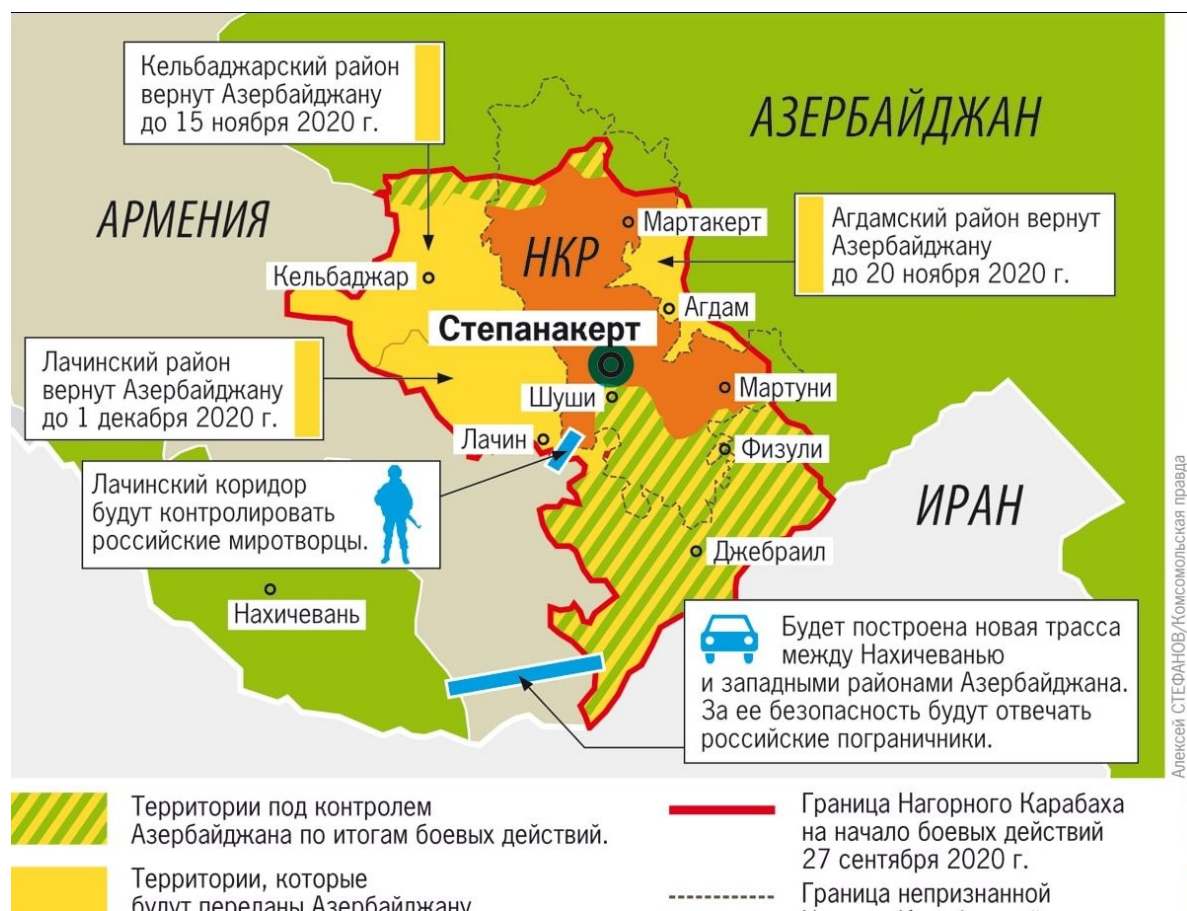 Кельбаджарский район
вернут Азербайджану
до 15 ноября 2020 г.
АЗЕРБАЙДЖАН
АРМЕНИЯ
Мартакерт
Агдамский район вернут
Азербайджану
до 20 ноября 2020 г.
НКР
Кельбаджар
Агдам
Степанакерт
Лачинский район
вернут Азербайджану
до 1 декабря 2020 г.
Шуши
Мартуни
Лачин
Физули
Лачинский коридор
будут контролировать
российские миротворцы.
ИРАН
Джебраил
Нахичевань
Будет построена новая трасса
между Нахичеванью
и западными районами Азербайджана.
За ее безопасность будут отвечать
российские пограничники.
Алексей СТЕФАНОВ/Комсомольская правда
Территории под контролем
Азербайджана по итогам боевых действий.
Территории, которые
будут переданы Азербайджану
Граница Нагорного Карабаха
на начало боевых действий
27 сентября 2020 г.
Граница непризнанной